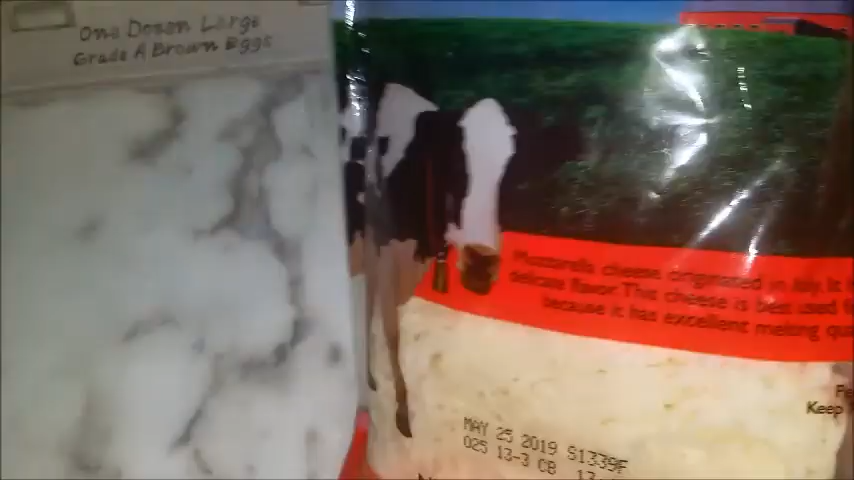 One Dozen Large
Grade A Brown Eggs
Mozzarella cheese originated in Italy. It
delicate flavor. This cheese is best used
because it has excellent melting
Keep
MAY 25 2019 S1339F
025 13-3 CB